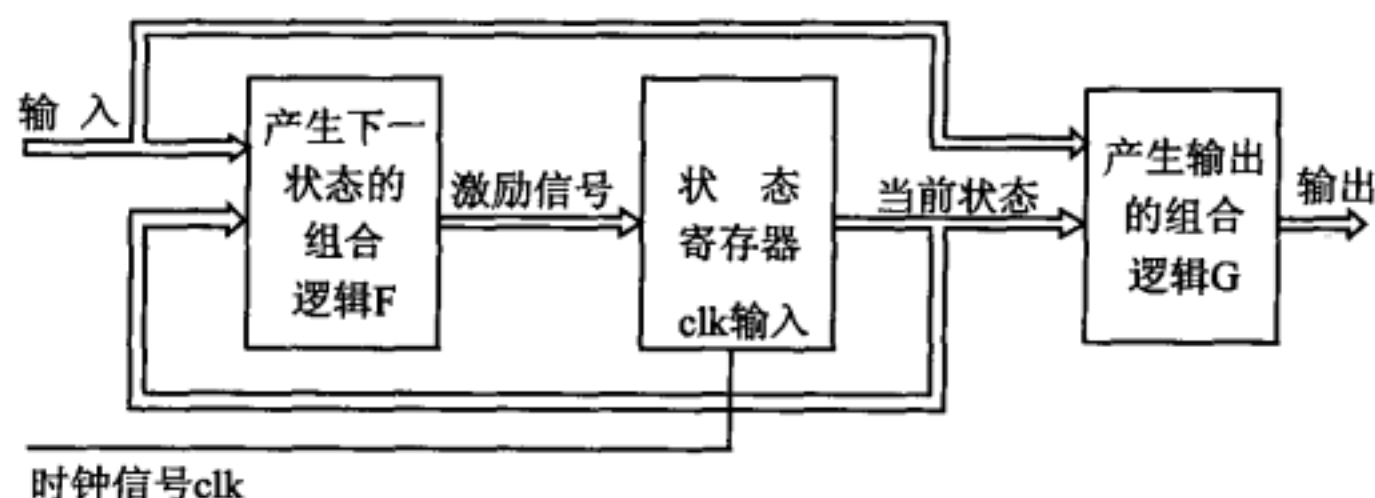 输 入
产生下一
状态的
组合
逻辑F
激励信号
状 态
寄存器
clk输入
当前状态
产生输出
的组合
逻辑G
输出
时钟信号clk